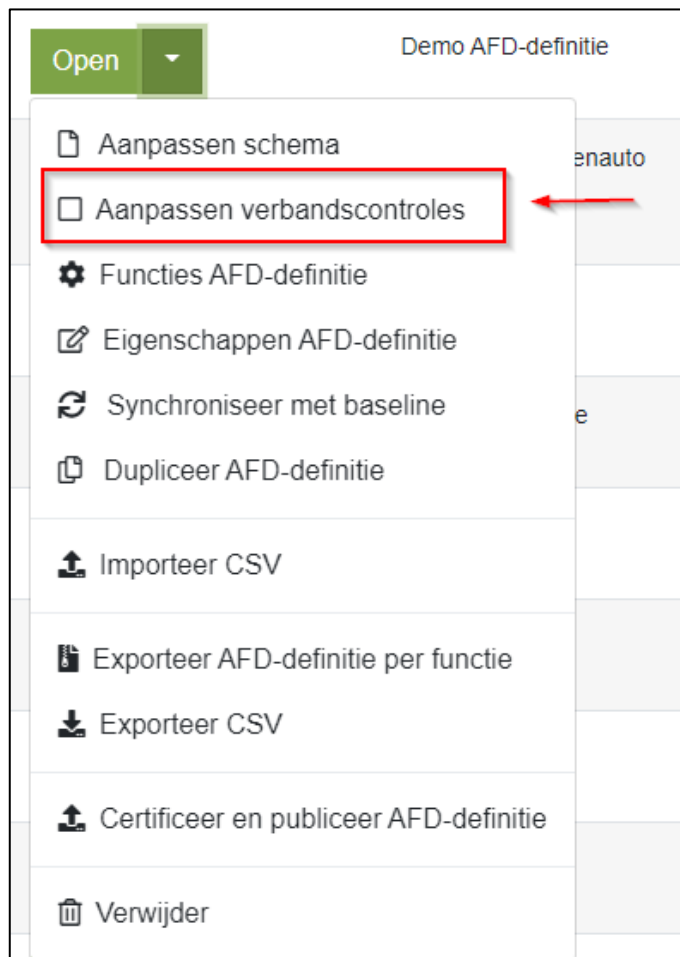 Open
Demo AFD-definitie
Aanpassen schema
enauto
Aanpassen verbandscontroles
Functies AFD-definitie
Eigenschappen AFD-definitie
Synchroniseer met baseline
e
Dupliceer AFD-definitie
Importeer CSV
Exporteer AFD-definitie per functie
Exporteer CSV
Certificeer en publiceer AFD-definitie
Verwijder